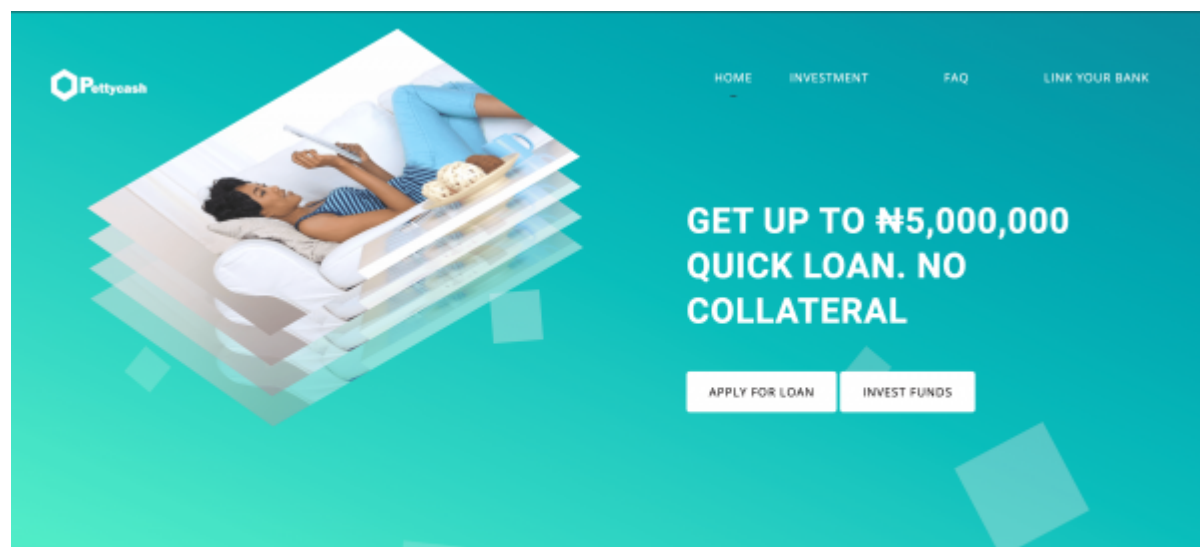 Pettycash
HOME INVESTMENT FAQ LINK YOUR BANK
GET UP TO ₦5,000,000
QUICK LOAN. NO
COLLATERAL
APPLY FOR LOAN INVEST FUNDS